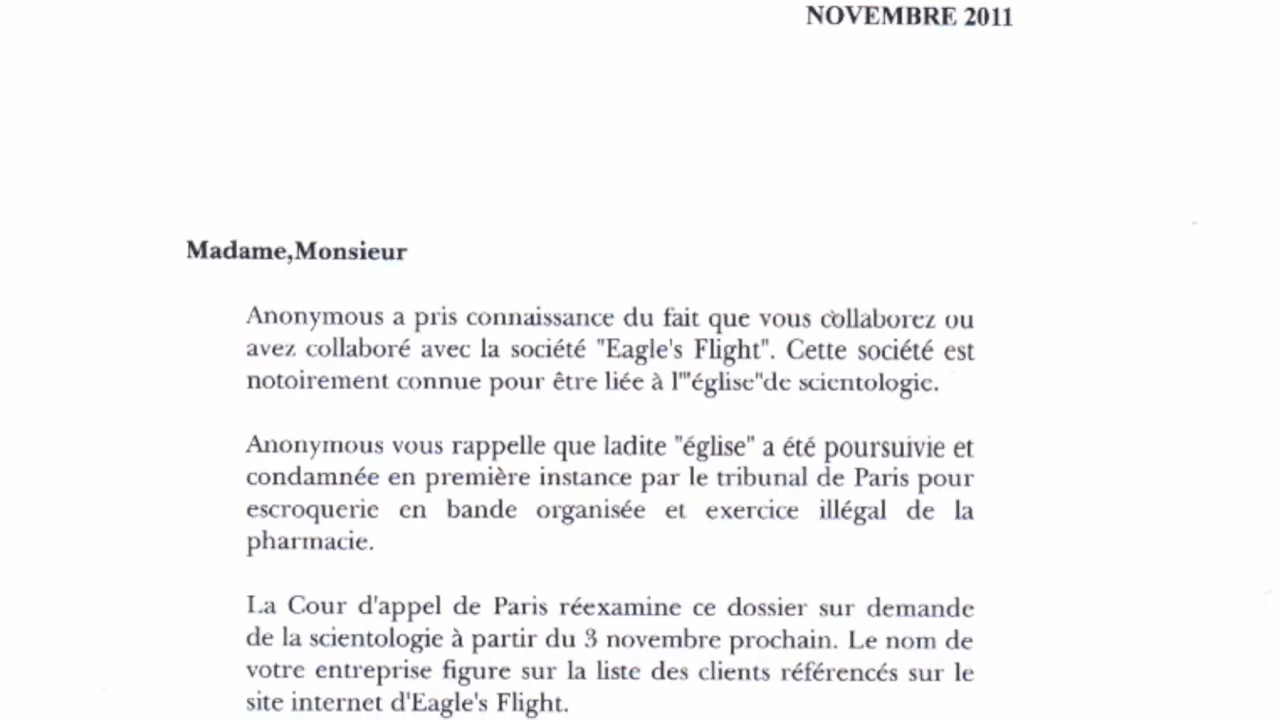 NOVEMBRE 2011
Madame,Monsieur
Anonymous a pris connaissance du fait que vous collaborez ou
avez collaboré avec la société "Eagle's Flight". Cette société est
notoirement connue pour être liée à l'"église"de scientologie.
Anonymous vous rappelle que ladite "église" a été poursuivie et
condamnée en première instance par le tribunal de Paris pour
escroquerie en bande organisée et exercice illégal de la
pharmacie.
La Cour d'appel de Paris réexamine ce dossier sur demande
de la scientologie à partir du 3 novembre prochain. Le nom de
votre entreprise figure sur la liste des clients référencés sur le
site internet d'Eagle's Flight.